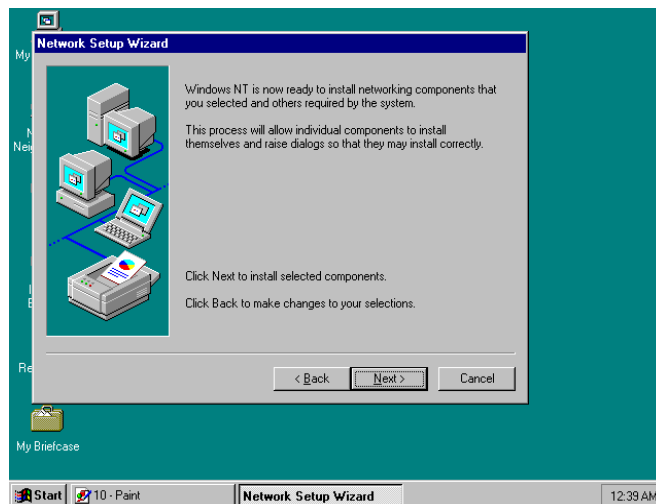 My
Network Setup Wizard
Windows NT is now ready to install networking components that
you selected and others required by the system.
This process will allow individual components to install
themselves and raise dialogs so that they may install correctly.
Click Next to install selected components.
Click Back to make changes to your selections.
< Back
Next >
Cancel
My Briefcase
Start
10 - Paint
Network Setup Wizard
12:39 AM